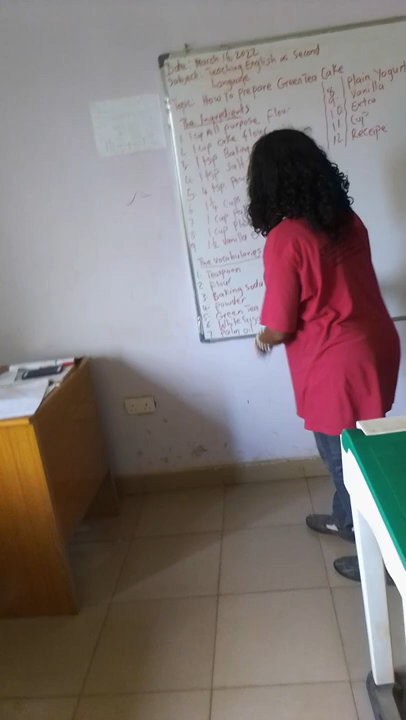 Date: March 16, 2022
Subject: Teaching English as Second
Language
Topic: How to prepare Green Tea Cake
The Ingredients
1 1 cup All purpose Flour
2 1 cup cake flour
3 1 tsp Baking
4 1 tsp Salt
5 4 tsp
6 1 1/4 cup
7 1 cup
8 1 cup
9 1/2 Vanilla
The Vocabularies
1. Teaspoon
2. flour
3. Baking soda
4. powder
5. Green Tea
6.
7. Palm oil
8 Plain Yogurt
9 Vanilla
10 Extra
11 Cup
12 Receipe